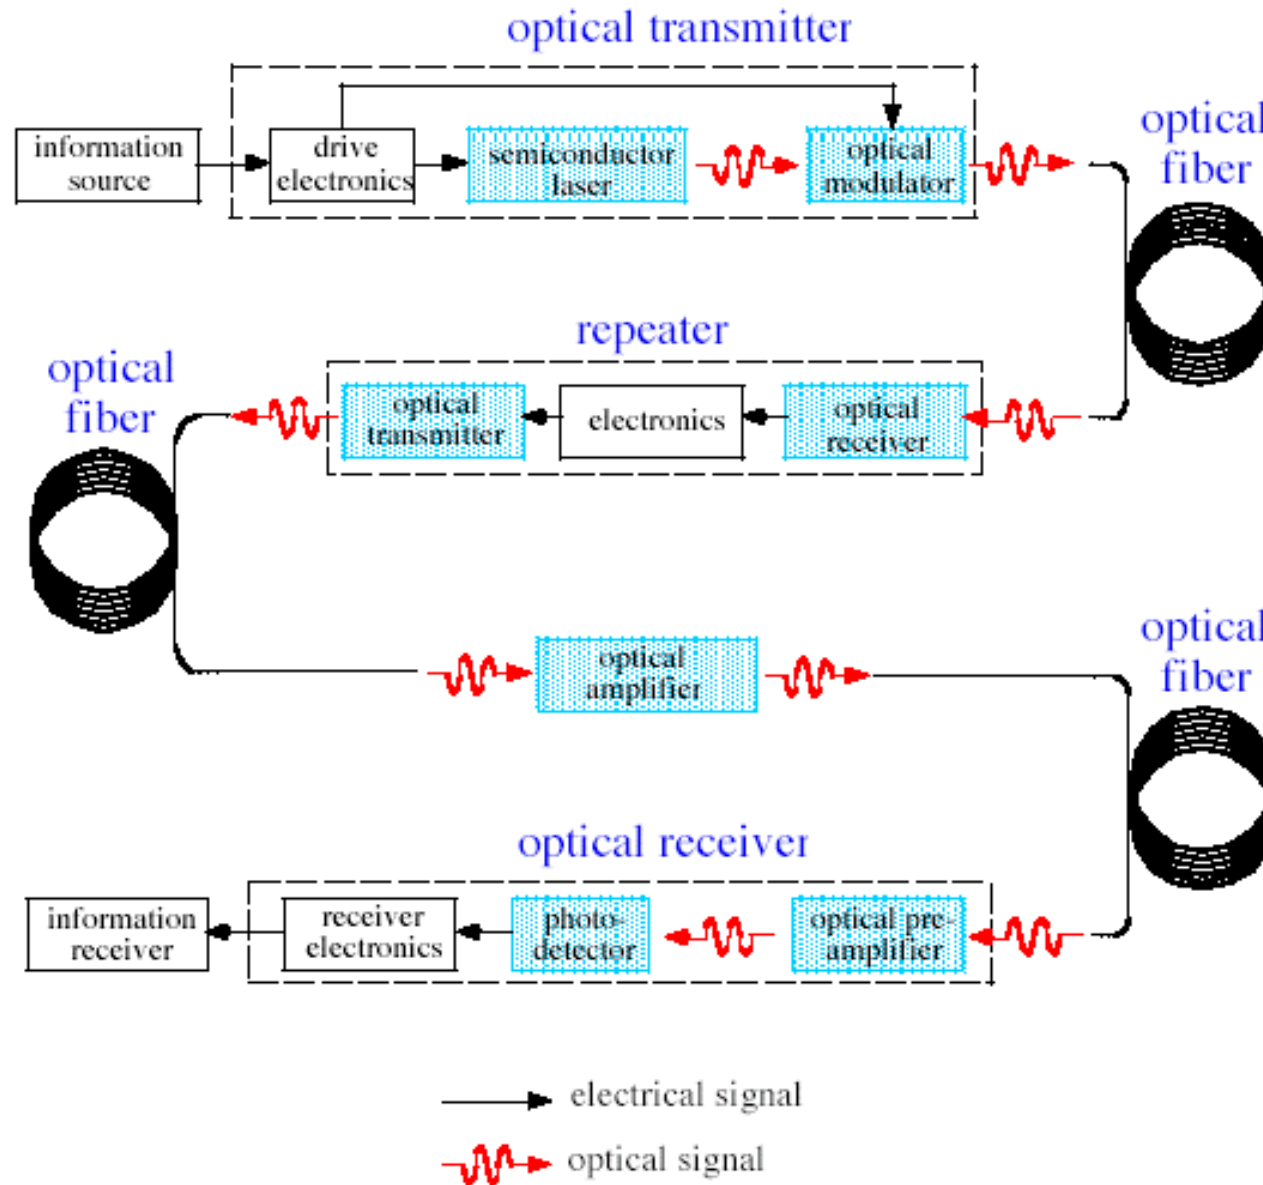 optical transmitter
information
source
drive
electronics
semiconductor
laser
optical
modulator
optical
fiber
repeater
optical
fiber
optical
transmitter
electronics
optical
receiver
optical
amplifier
optical
fiber
optical receiver
information
receiver
receiver
electronics
photo-
detector
optical pre-
amplifier
electrical signal
optical signal